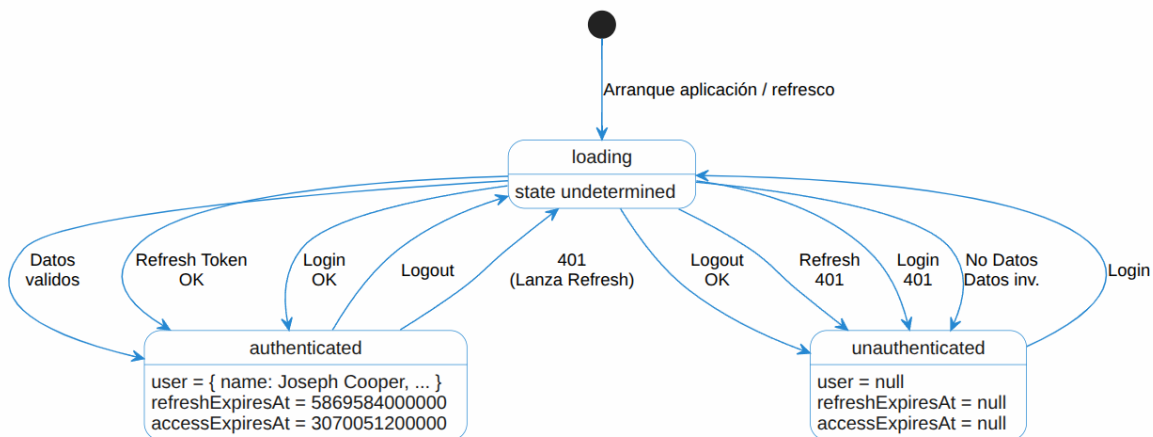 Arranque aplicación / refresco
loading
state undetermined
Datos
validos
Refresh Token
OK
Login
OK
Logout
401
(Lanza Refresh)
Logout
OK
Refresh
401
Login
401
No Datos
Datos inv.
Login
authenticated
user = { name: Joseph Cooper, ... }
refreshExpiresAt = 5869584000000
accessExpiresAt = 3070051200000
unauthenticated
user = null
refreshExpiresAt = null
accessExpiresAt = null